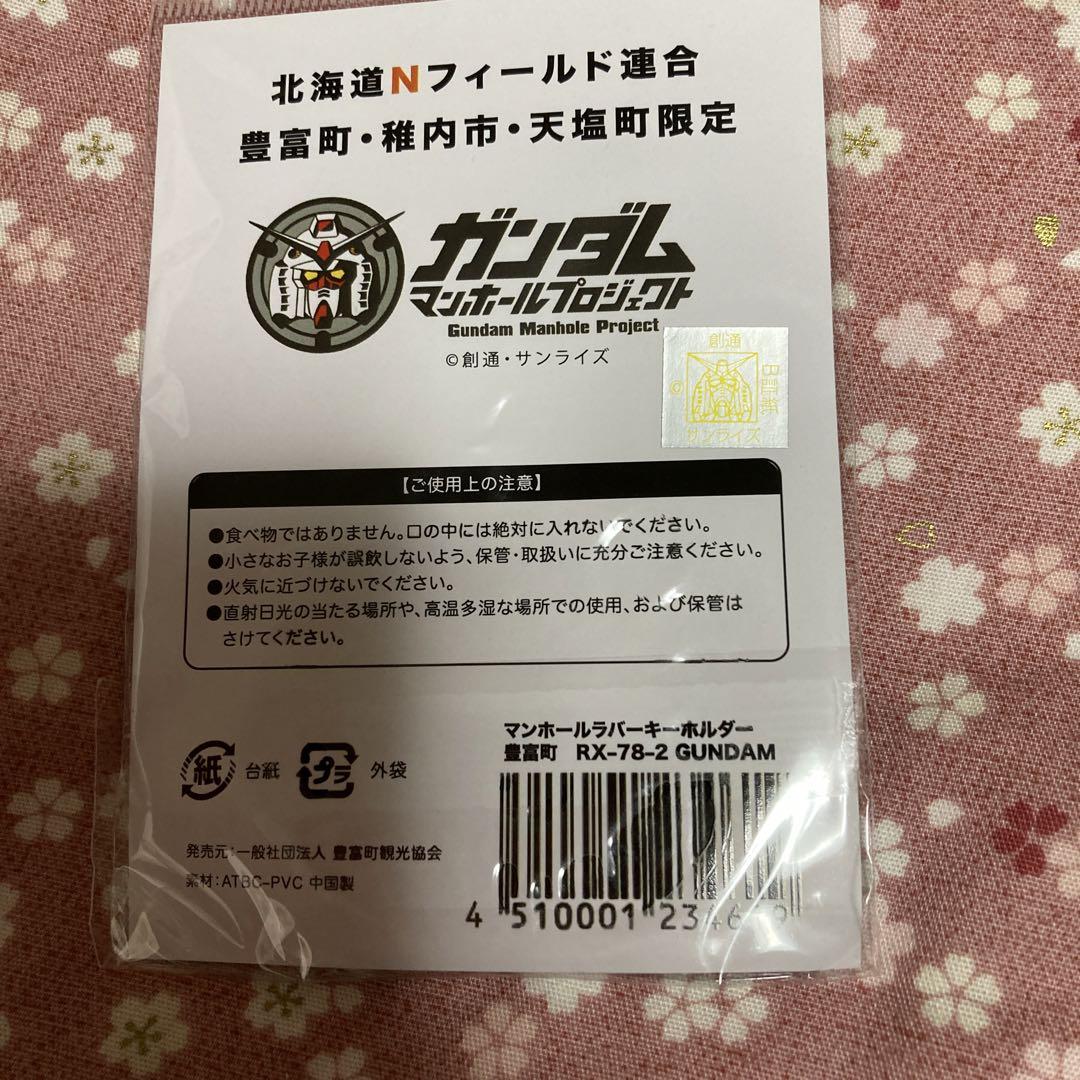 北海道Nフィールド連合
豊富町・稚内市・天塩町限定
ガンダム
マンホールプロジェクト
Gundam Manhole Project
©創通・サンライズ
創通
©
サンライズ
【ご使用上の注意】
●食べ物ではありません。口の中には絶対に入れないでください。
●小さなお子様が誤飲しないよう、保管・取扱いに充分ご注意ください。
●火気に近づけないでください。
●直射日光の当たる場所や、高温多湿な場所での使用、および保管は
さけてください。
マンホールラバーキーホルダー
豊富町 RX-78-2 GUNDAM
紙 台紙 プラ 外袋
発売元:一般社団法人 豊富町観光協会
素材:ATBC-PVC 中国製
4 510001 234